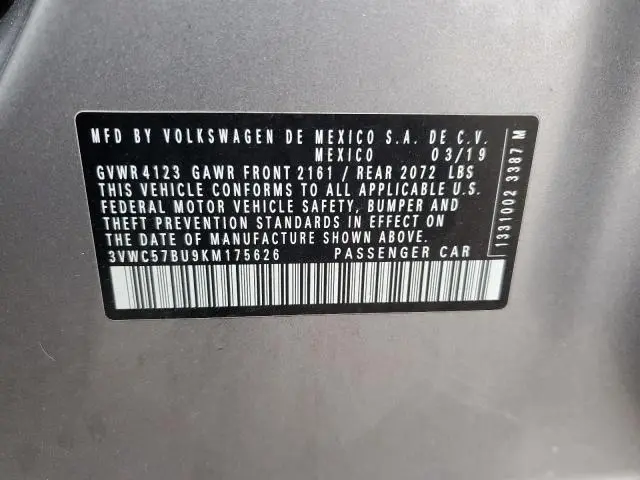 MFD BY VOLKSWAGEN DE MEXICO S.A. DE C.V.
MEXICO 03/19
GVWR 4123 GAWR FRONT 2161 / REAR 2072 LBS
THIS VEHICLE CONFORMS TO ALL APPLICABLE U.S.
FEDERAL MOTOR VEHICLE SAFETY, BUMPER AND
THEFT PREVENTION STANDARDS IN EFFECT ON
THE DATE OF MANUFACTURE SHOWN ABOVE.
3VWC57BU9KM175626 PASSENGER CAR
1331002 3387 M